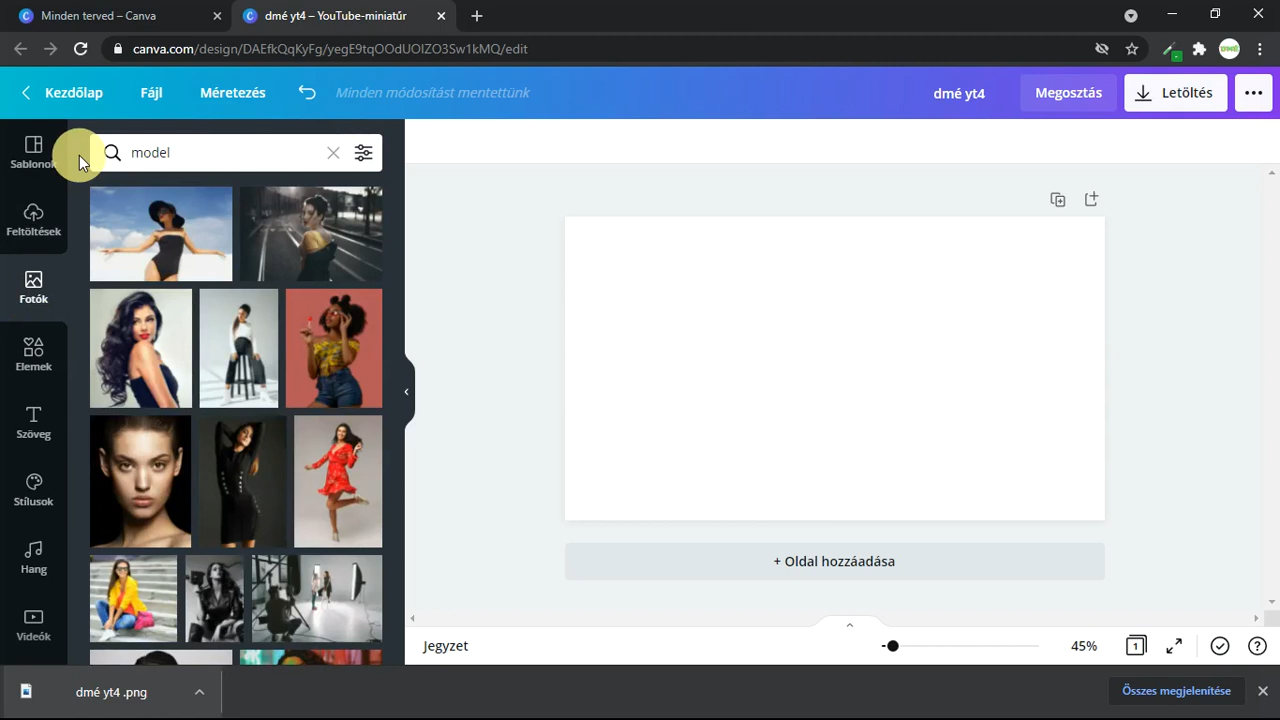 Minden terved – Canva
dmé yt4 – YouTube-miniatűr
canva.com/design/DAEfkQqKyFg/yegE9tqOOdUOIZO3Sw1kMQ/edit
Kezdőlap
Fájl
Méretezés
Minden módosítást mentettünk
dmé yt4
Megosztás
Letöltés
Sablonok
model
Feltöltések
Fotók
Elemek
Szöveg
Stílusok
Hang
Videók
+ Oldal hozzáadása
Jegyzet
45%
1
dmé yt4 .png
Összes megjelenítése